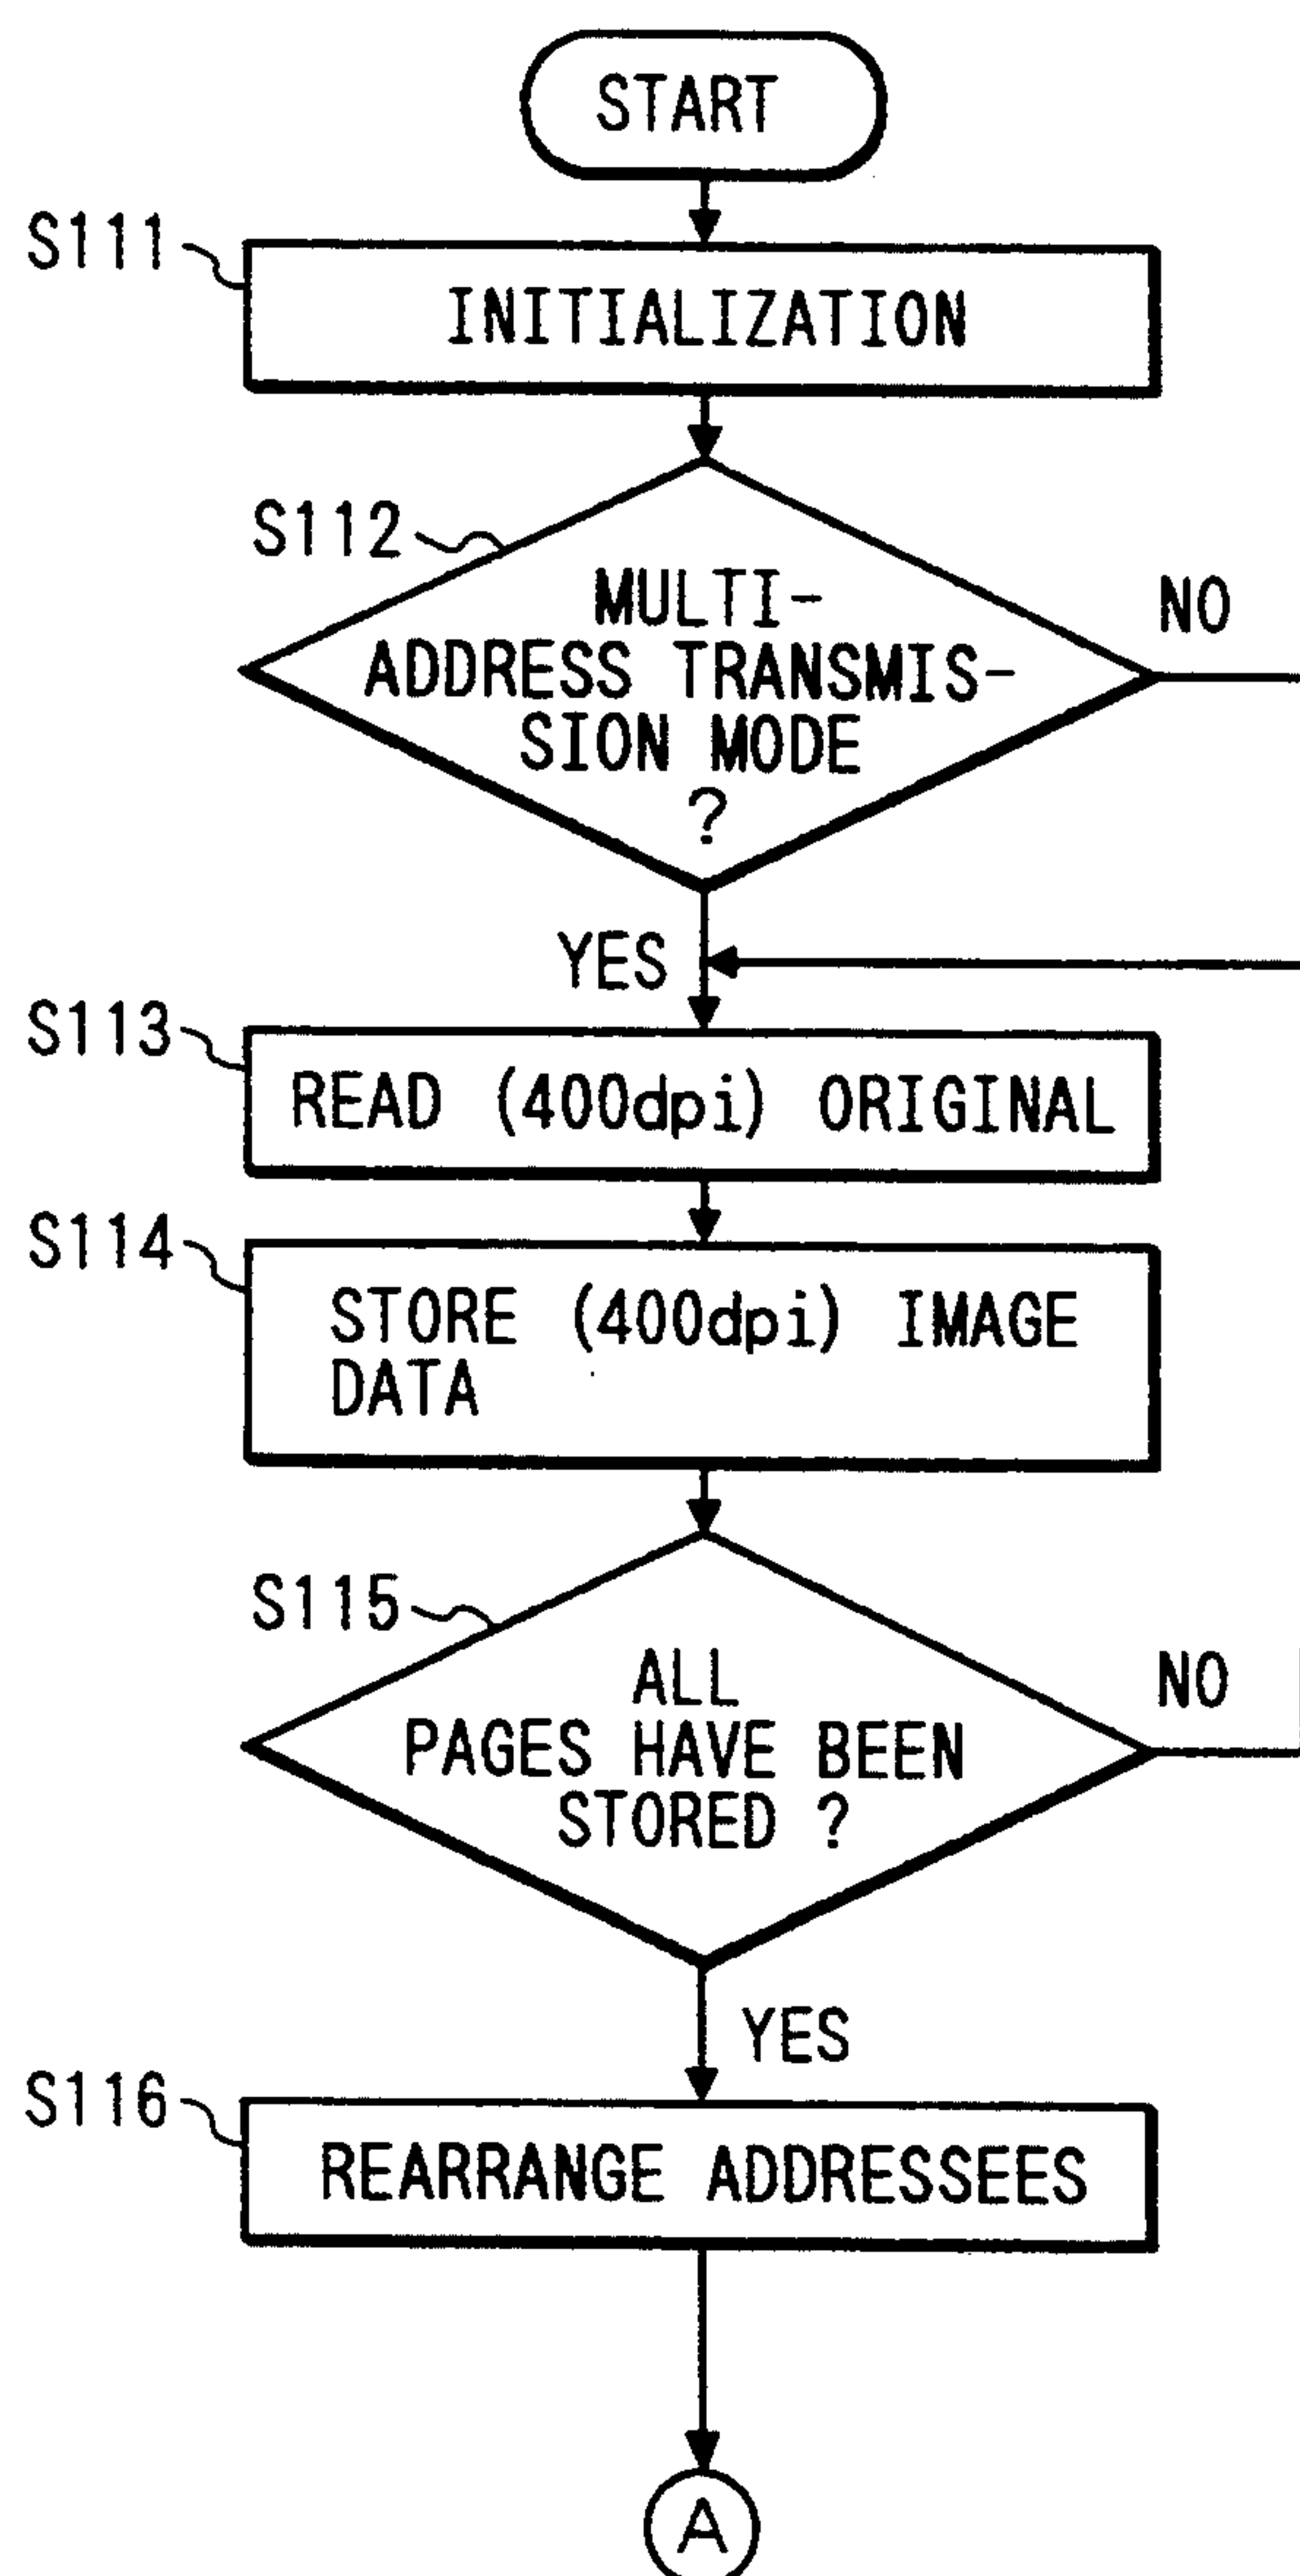 START
S111
INITIALIZATION
S112
MULTI-
ADDRESS TRANSMIS-
SION MODE
?
NO
YES
S113
READ (400dpi) ORIGINAL
S114
STORE (400dpi) IMAGE
DATA
S115
ALL
PAGES HAVE BEEN
STORED ?
NO
YES
S116
REARRANGE ADDRESSEES
A